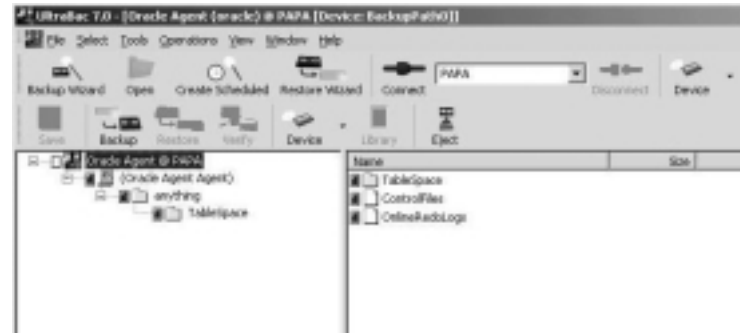 UltraBac 7.0 - [Oracle Agent (oracle) @ PAPA [Device: BackupPath0]]
File Select Tools Operations View Window Help
Backup Wizard Open Create Scheduled Restore Wizard Connect PAPA Disconnect Device
Save Backup Restore Verify Device Library Eject
Oracle Agent @ PAPA
(Oracle Agent Agent)
anything
TableSpace
Name Size
TableSpace
ControlFiles
OnlineRedoLogs